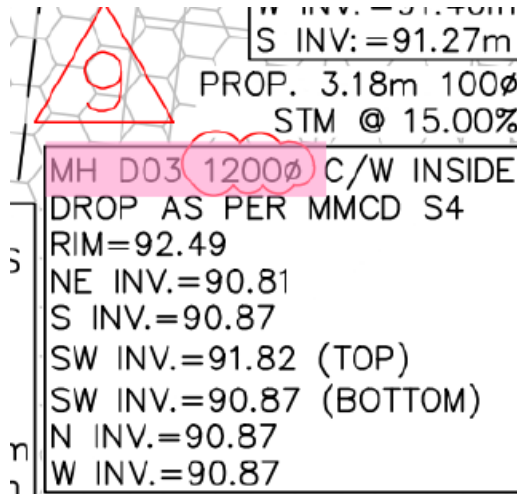 S INV:=91.27m
9
PROP. 3.18m 100ø
STM @ 15.00%
MH D03 1200ø C/W INSIDE
DROP AS PER MMCD S4
RIM=92.49
NE INV.=90.81
S INV.=90.87
SW INV.=91.82 (TOP)
SW INV.=90.87 (BOTTOM)
N INV.=90.87
W INV.=90.87